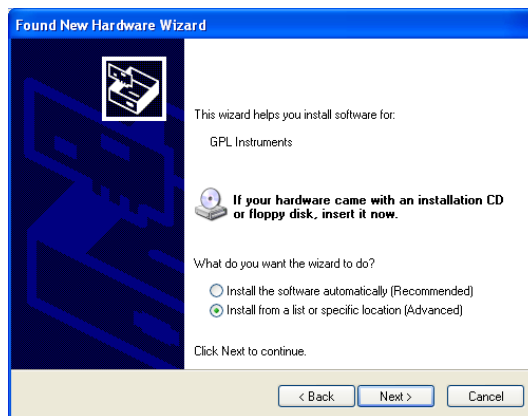 Found New Hardware Wizard
This wizard helps you install software for:
GPL Instruments
If your hardware came with an installation CD
or floppy disk, insert it now.
What do you want the wizard to do?
Install the software automatically (Recommended)
Install from a list or specific location (Advanced)
Click Next to continue.
< Back
Next >
Cancel